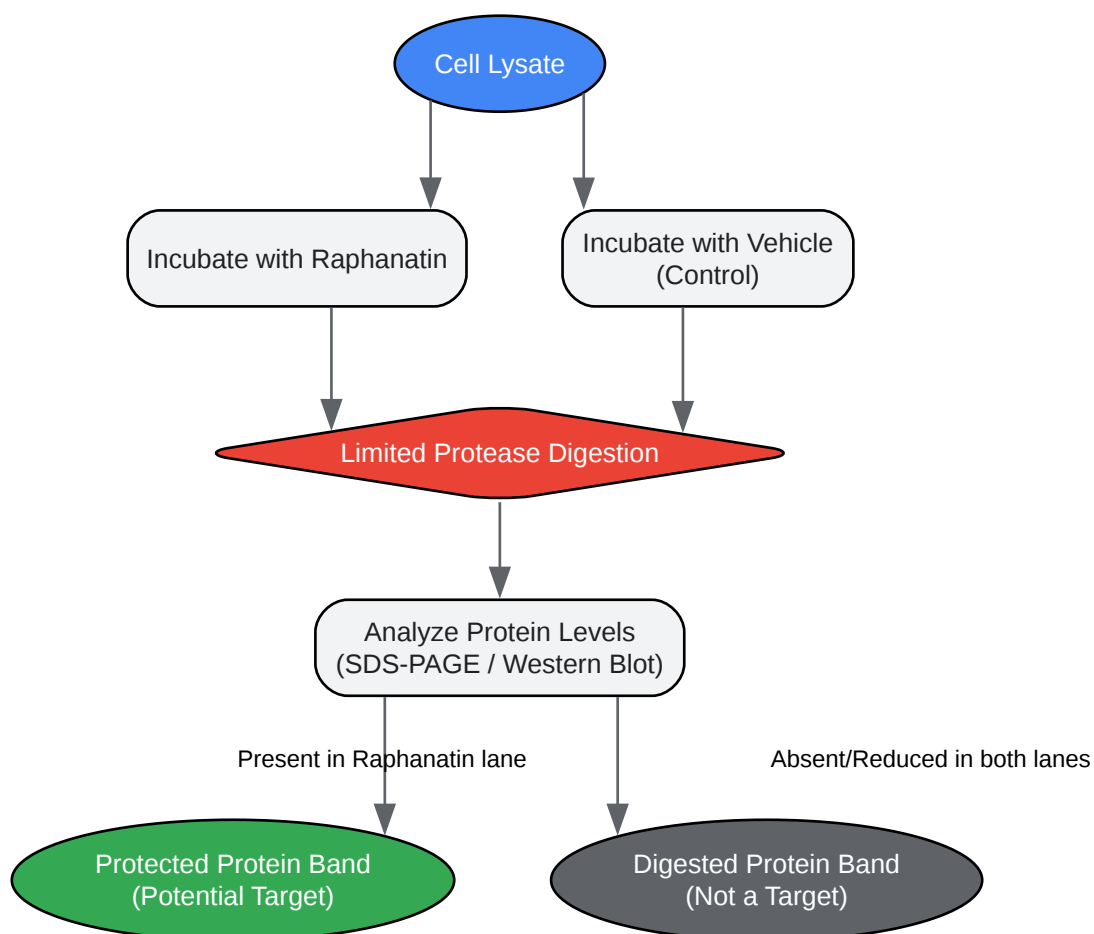 Cell Lysate
Incubate with Raphanatin
Incubate with Vehicle
(Control)
Limited Protease Digestion
Analyze Protein Levels
(SDS-PAGE / Western Blot)
Present in Raphanatin lane
Absent/Reduced in both lanes
Protected Protein Band
(Potential Target)
Digested Protein Band
(Not a Target)